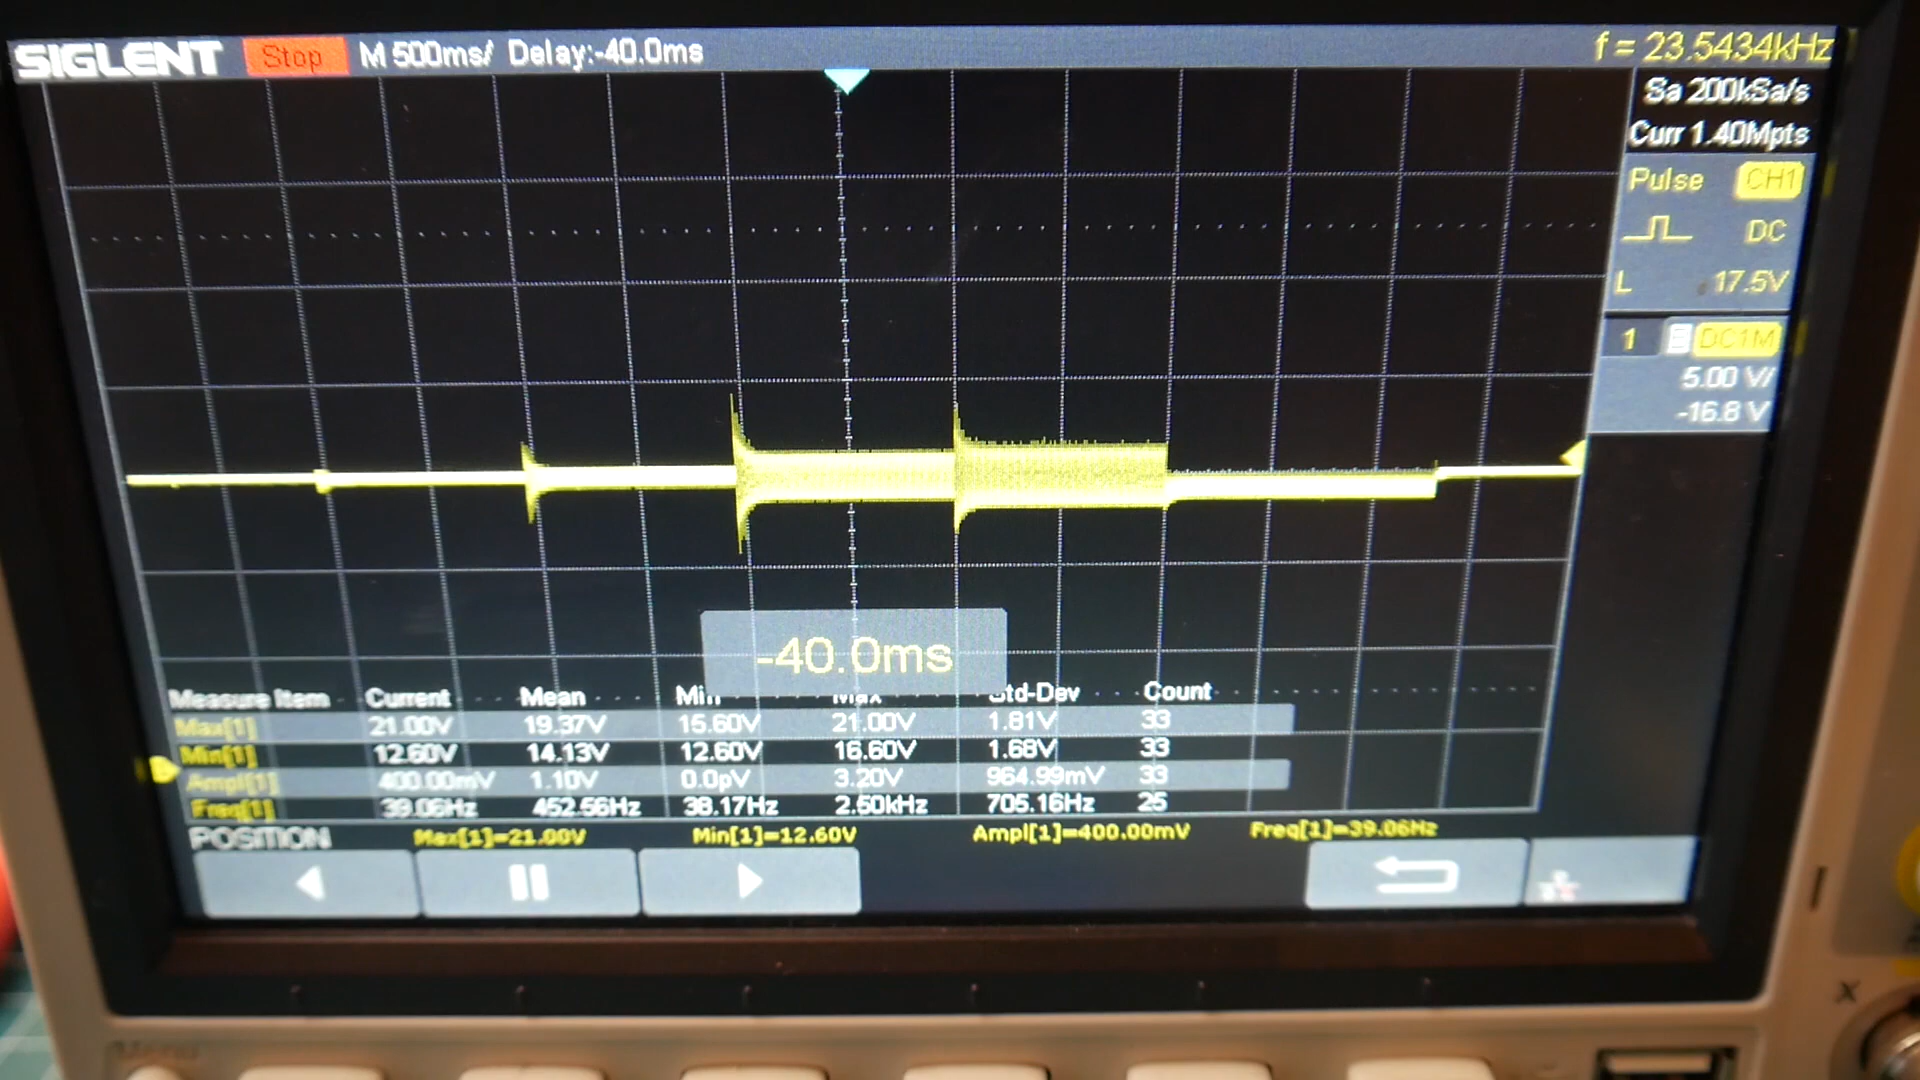 SIGLENT Stop M 500ms/ Delay:-40.0ms f = 23.5434kHz
Sa 200kSa/s
Curr 1.40Mpts
Pulse CH1
DC
L 17.5V
1 B DC1M
5.00 V/
-16.8 V
-40.0ms
Measure Item Current Mean Min Max Std-Dev Count
Max[1] 21.00V 19.37V 15.60V 21.00V 1.81V 33
Min[1] 12.60V 14.13V 12.60V 16.60V 1.68V 33
Ampl[1] 400.00mV 1.10V 0.0pV 3.20V 964.99mV 33
Freq[1] 39.06Hz 452.56Hz 38.17Hz 2.50kHz 705.16Hz 25
POSITION Max[1]=21.00V Min[1]=12.60V Ampl[1]=400.00mV Freq[1]=39.06Hz
X